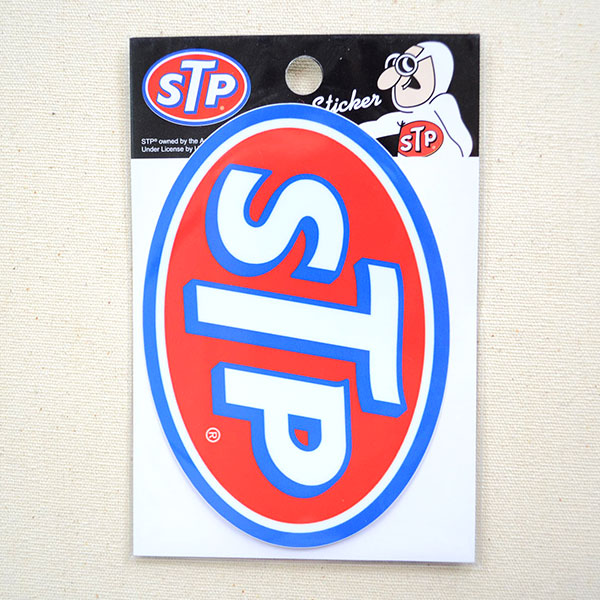 STP®
Sticker
STP
STP® owned by the
Under License by
STP
®